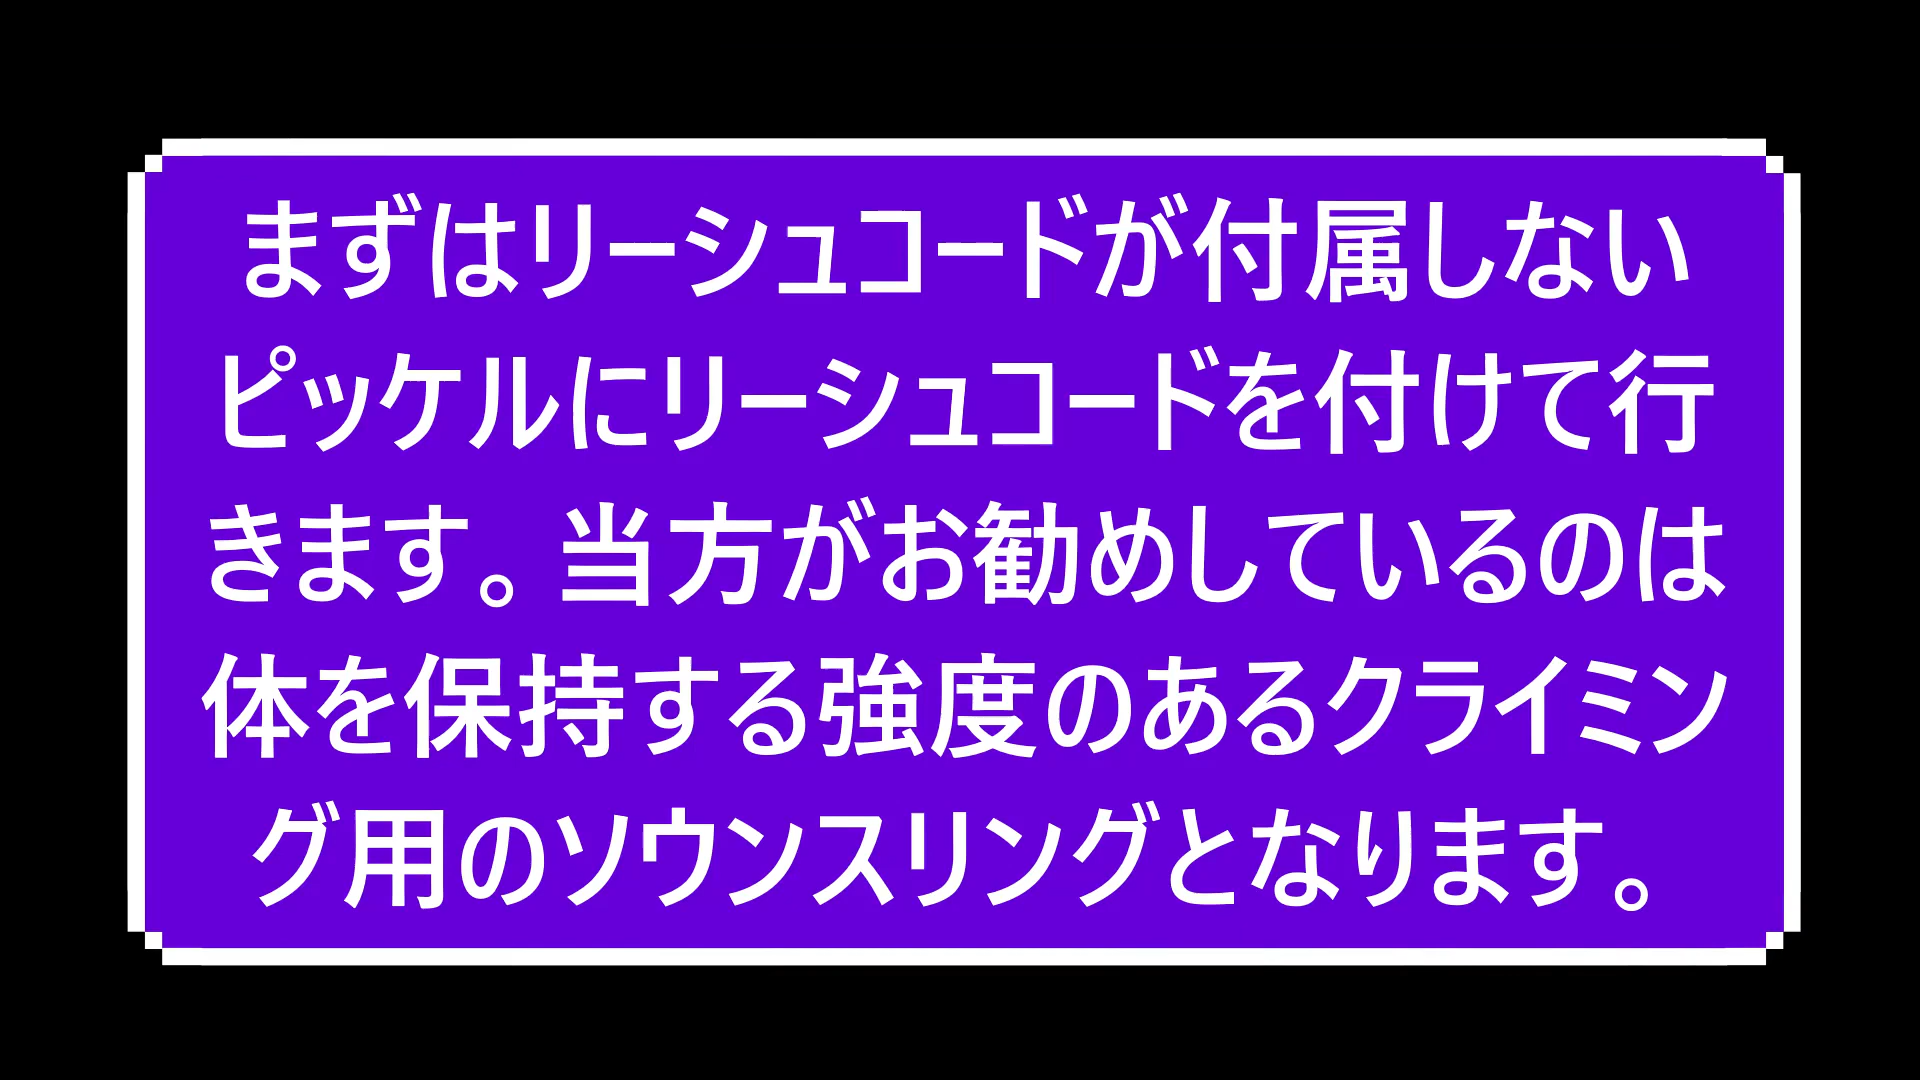 まずはリーシュコードが付属しない
ピッケルにリーシュコードを付けて行
きます。当方がお勧めしているのは
体を保持する強度のあるクライミン
グ用のソウンスリングとなります。